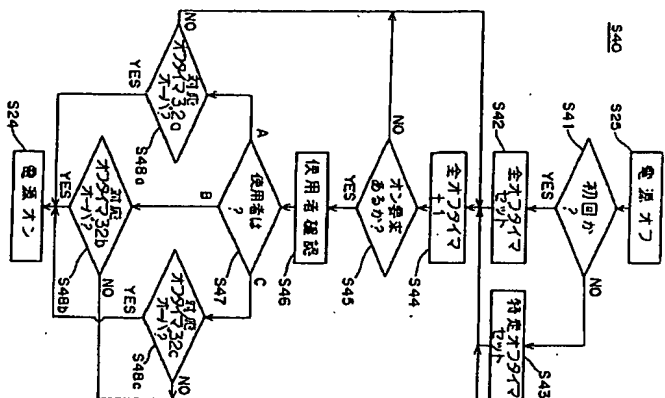 S40
S25
電源オフ
S41
初回か
?
YES
NO
S42
全オフタイマ
セット
特定オフタイマ
セット
S43
全オフタイマ
+1
S44
オン要求
あるか?
NO
YES
S45
使用者確認
S46
使用者は
?
S47
A
B
C
対応
オフタイマ32a
オーバ?
NO
YES
S48a
対応
オフタイマ32b
オーバ?
YES
NO
S48b
対応
オフタイマ32c
オーバ?
YES
NO
S48c
S24
電源オン